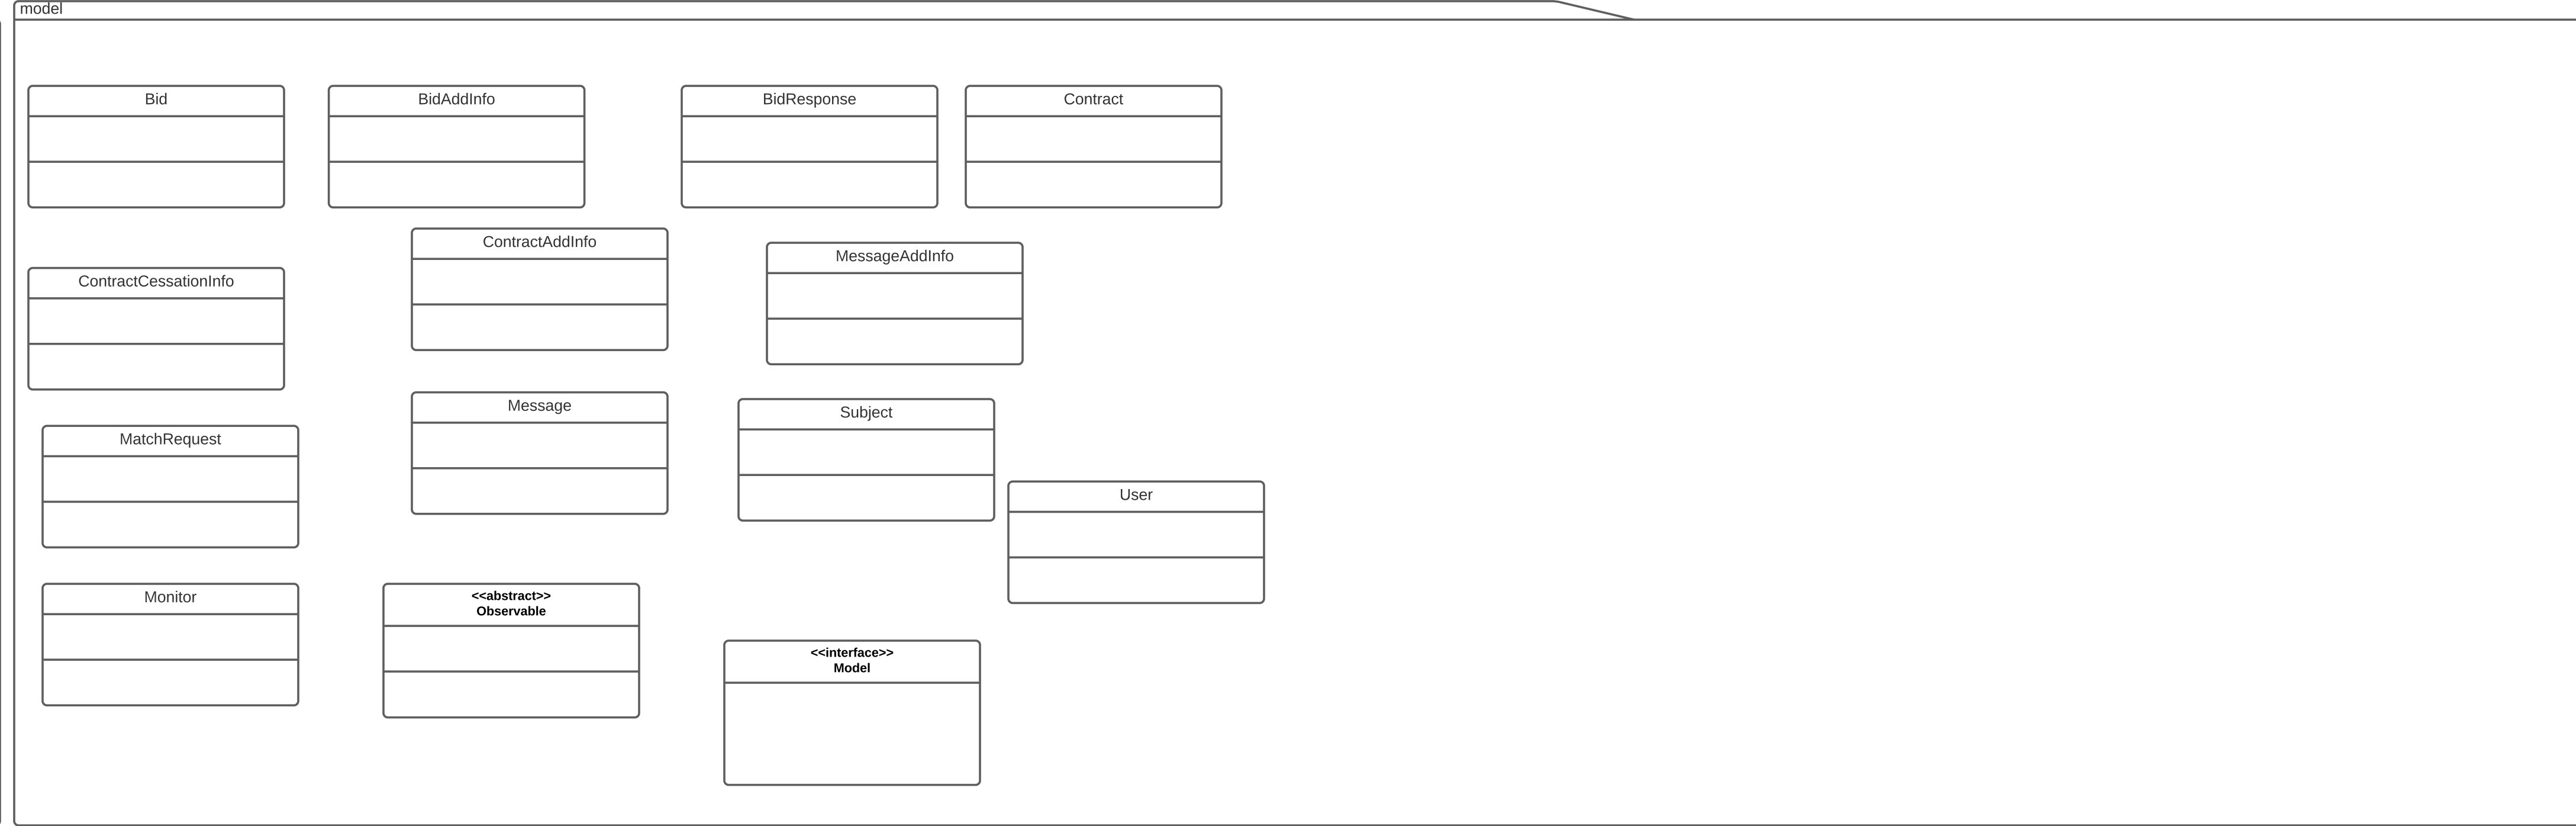 model
Bid
BidAddInfo
BidResponse
Contract
ContractAddInfo
MessageAddInfo
ContractCessationInfo
Message
Subject
MatchRequest
User
Monitor
<<abstract>>
Observable
<<interface>>
Model